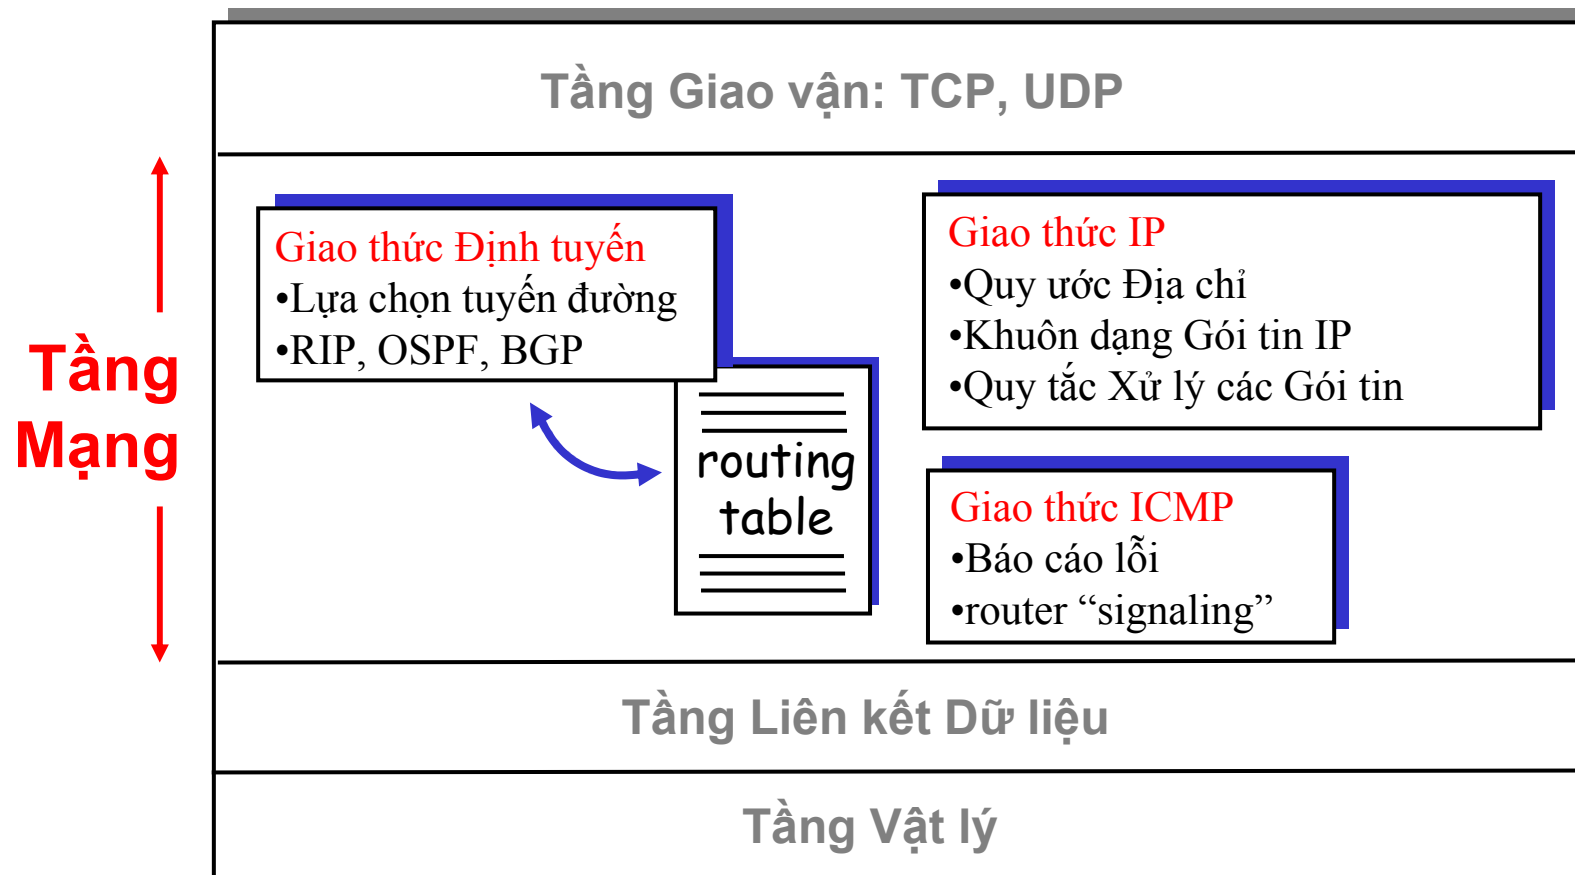 Tầng Giao vận: TCP, UDP
Tầng
Mạng
Giao thức Định tuyến
•Lựa chọn tuyến đường
•RIP, OSPF, BGP
routing
table
Giao thức IP
•Quy ước Địa chỉ
•Khuôn dạng Gói tin IP
•Quy tắc Xử lý các Gói tin
Giao thức ICMP
•Báo cáo lỗi
•router “signaling”
Tầng Liên kết Dữ liệu
Tầng Vật lý